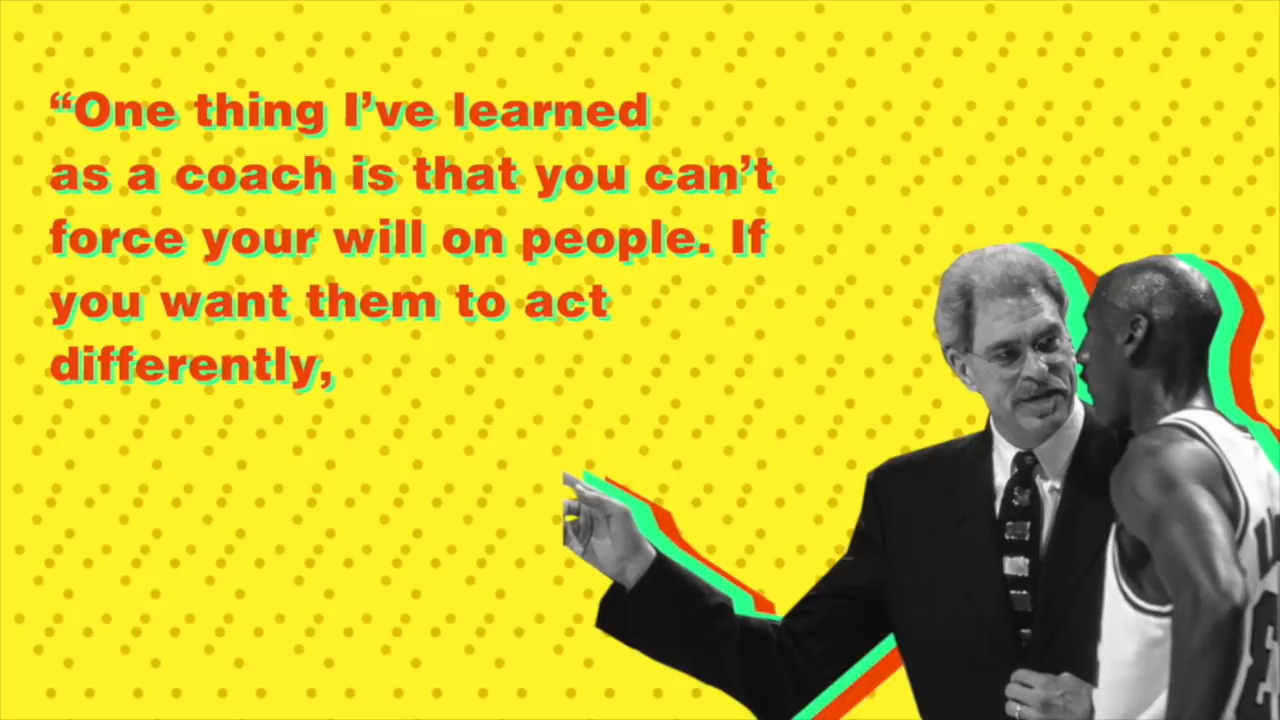 “One thing I’ve learned
as a coach is that you can’t
force your will on people. If
you want them to act
differently,